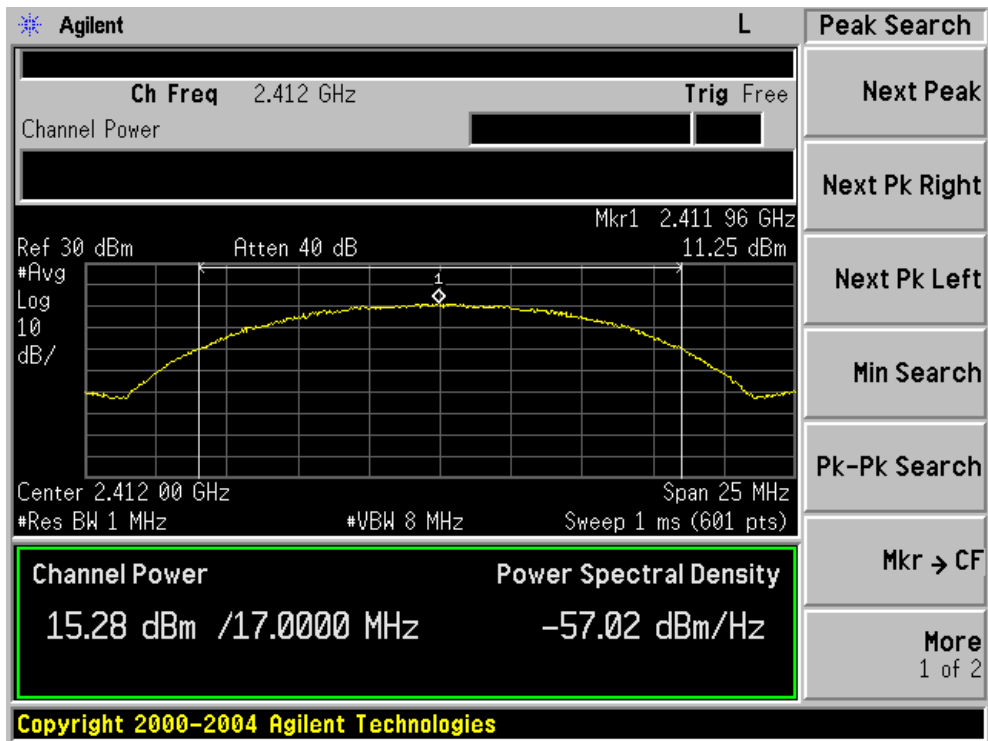 Agilent L
Peak Search
Ch Freq 2.412 GHz Trig Free
Channel Power
Mkr1 2.411 96 GHz
Ref 30 dBm Atten 40 dB 11.25 dBm
#Avg
Log
10
dB/
1
Center 2.412 00 GHz Span 25 MHz
#Res BW 1 MHz #VBW 8 MHz Sweep 1 ms (601 pts)
Channel Power Power Spectral Density
15.28 dBm /17.0000 MHz -57.02 dBm/Hz
Copyright 2000-2004 Agilent Technologies
Next Peak
Next Pk Right
Next Pk Left
Min Search
Pk-Pk Search
Mkr → CF
More
1 of 2